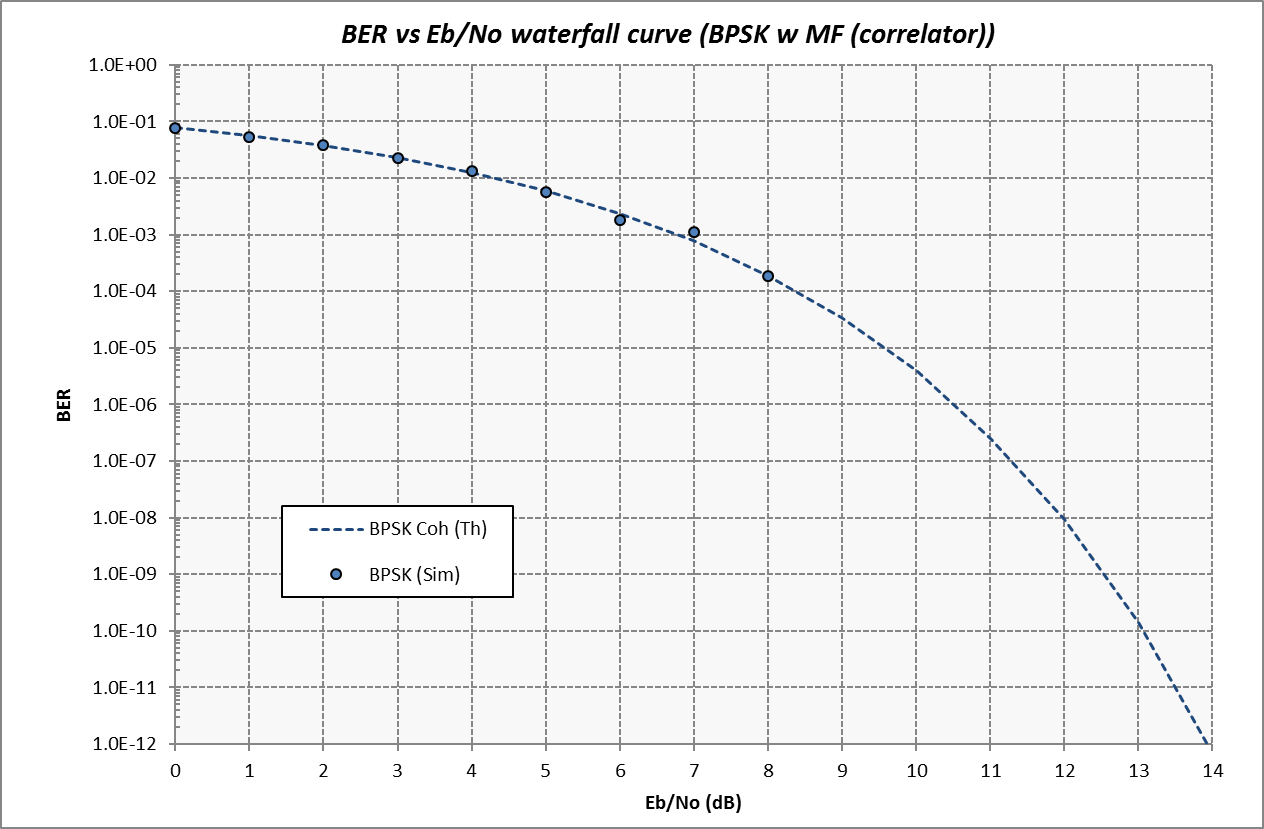 BER vs Eb/No waterfall curve (BPSK w MF (correlator))
1.0E+00
1.0E-01
1.0E-02
1.0E-03
1.0E-04
1.0E-05
1.0E-06
1.0E-07
1.0E-08
1.0E-09
1.0E-10
1.0E-11
1.0E-12
BER
BPSK Coh (Th)
BPSK (Sim)
0 1 2 3 4 5 6 7 8 9 10 11 12 13 14
Eb/No (dB)